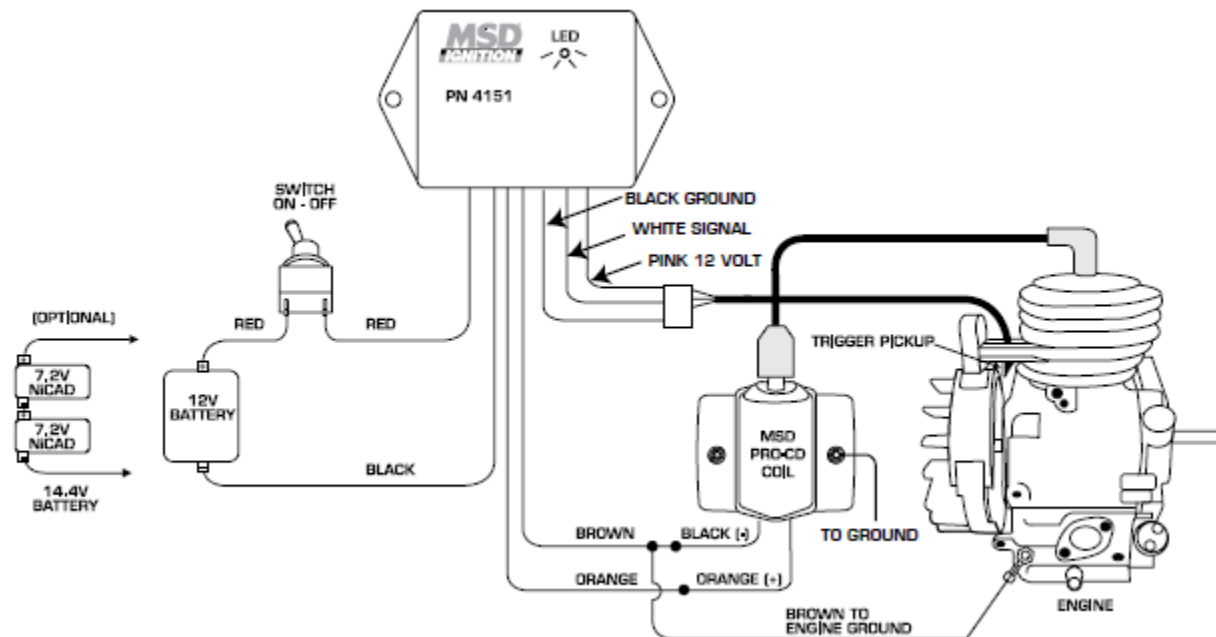 MSD
IGNITION
LED
PN 4151
SWITCH
ON - OFF
BLACK GROUND
WHITE SIGNAL
PINK 12 VOLT
(OPTIONAL)
RED
RED
TRIGGER PICKUP
7,2V
NiCAD
7,2V
NiCAD
12V
BATTERY
MSD
PRO-CD
COIL
BLACK
14.4V
BATTERY
BROWN
BLACK (-)
TO GROUND
ORANGE
ORANGE (+)
ENGINE
BROWN TO
ENGINE GROUND